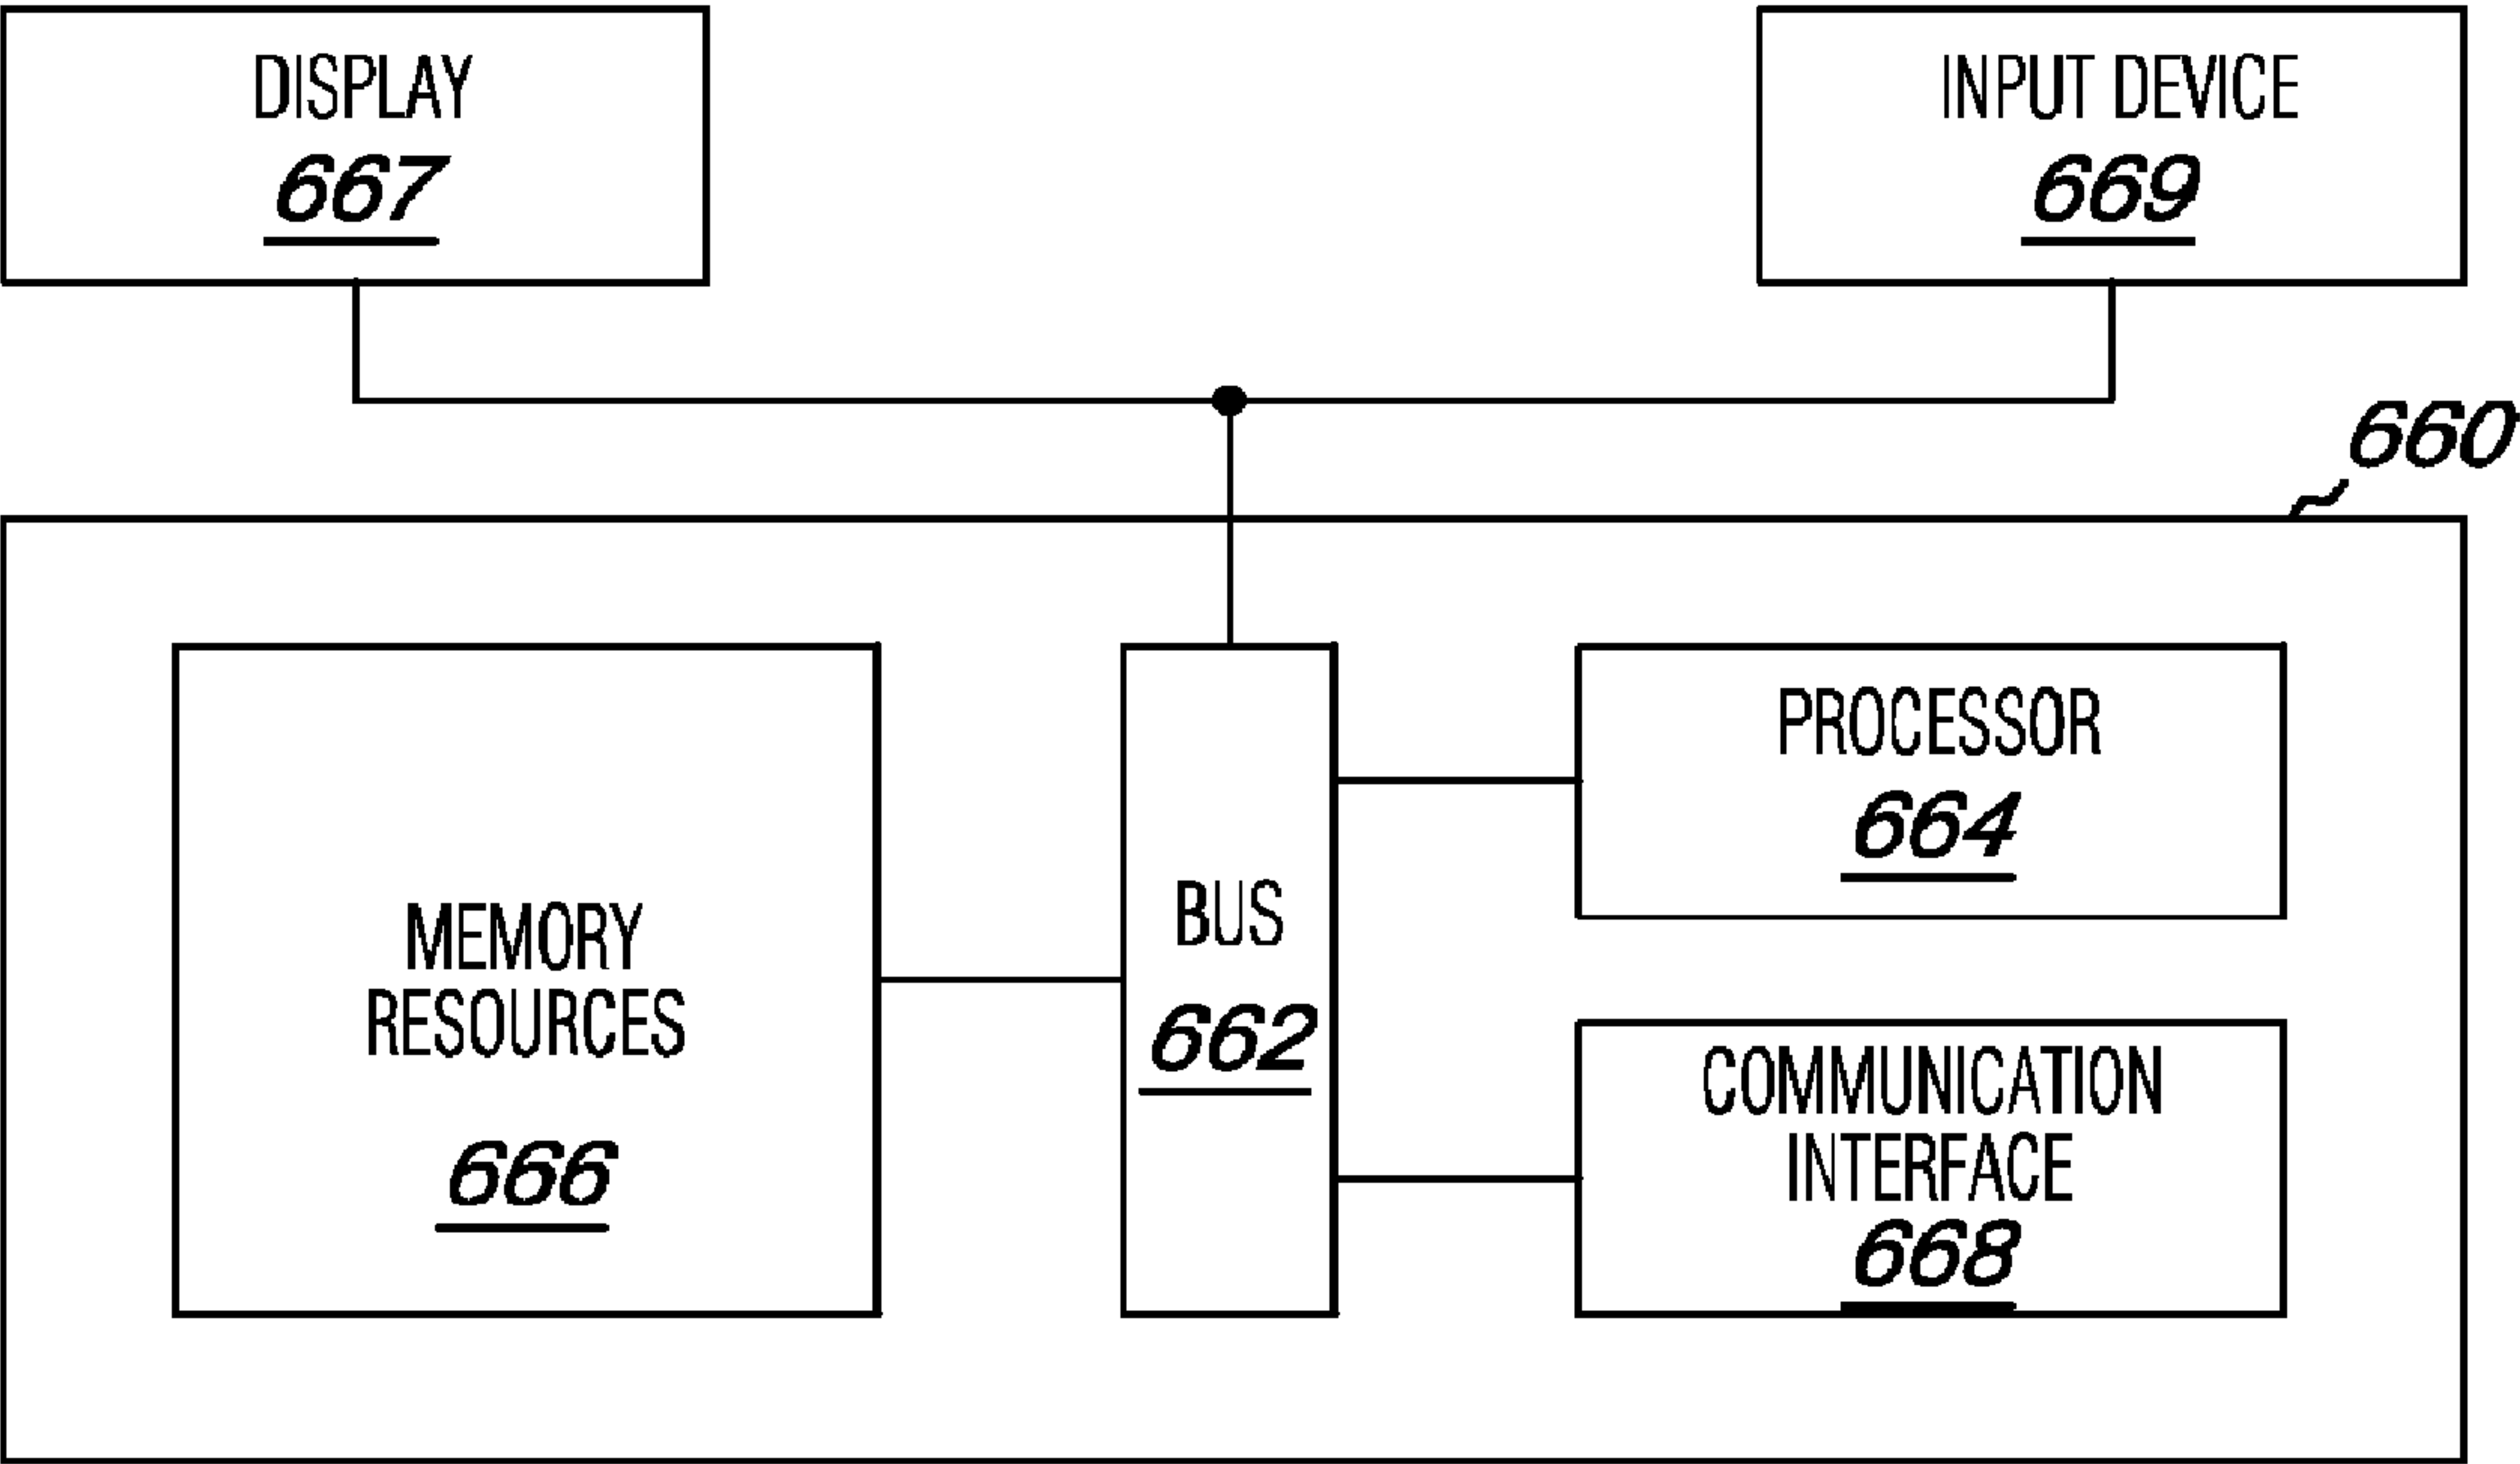 DISPLAY
667
INPUT DEVICE
669
660
MEMORY
RESOURCES
666
BUS
662
PROCESSOR
664
COMMUNICATION
INTERFACE
668